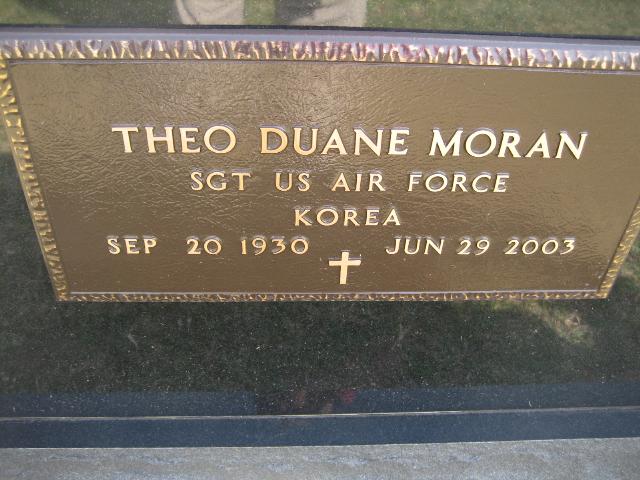 THEO DUANE MORAN
SGT US AIR FORCE
KOREA
SEP 20 1930 JUN 29 2003